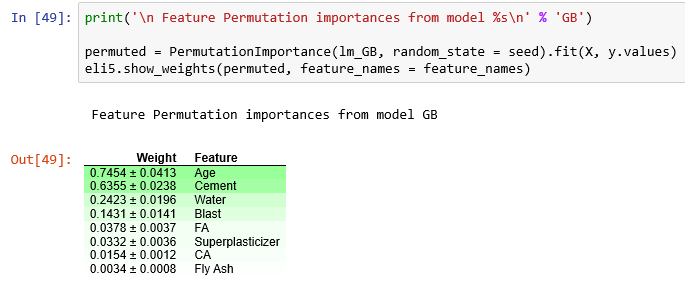 In [49]: print('\n Feature Permutation importances from model %s\n' % 'GB')
permuted = PermutationImportance(lm_GB, random_state = seed).fit(X, y.values)
eli5.show_weights(permuted, feature_names = feature_names)
Feature Permutation importances from model GB
Out[49]: Weight Feature
0.7454 ± 0.0413 Age
0.6355 ± 0.0238 Cement
0.2423 ± 0.0196 Water
0.1431 ± 0.0141 Blast
0.0378 ± 0.0037 FA
0.0332 ± 0.0036 Superplasticizer
0.0154 ± 0.0012 CA
0.0034 ± 0.0008 Fly Ash